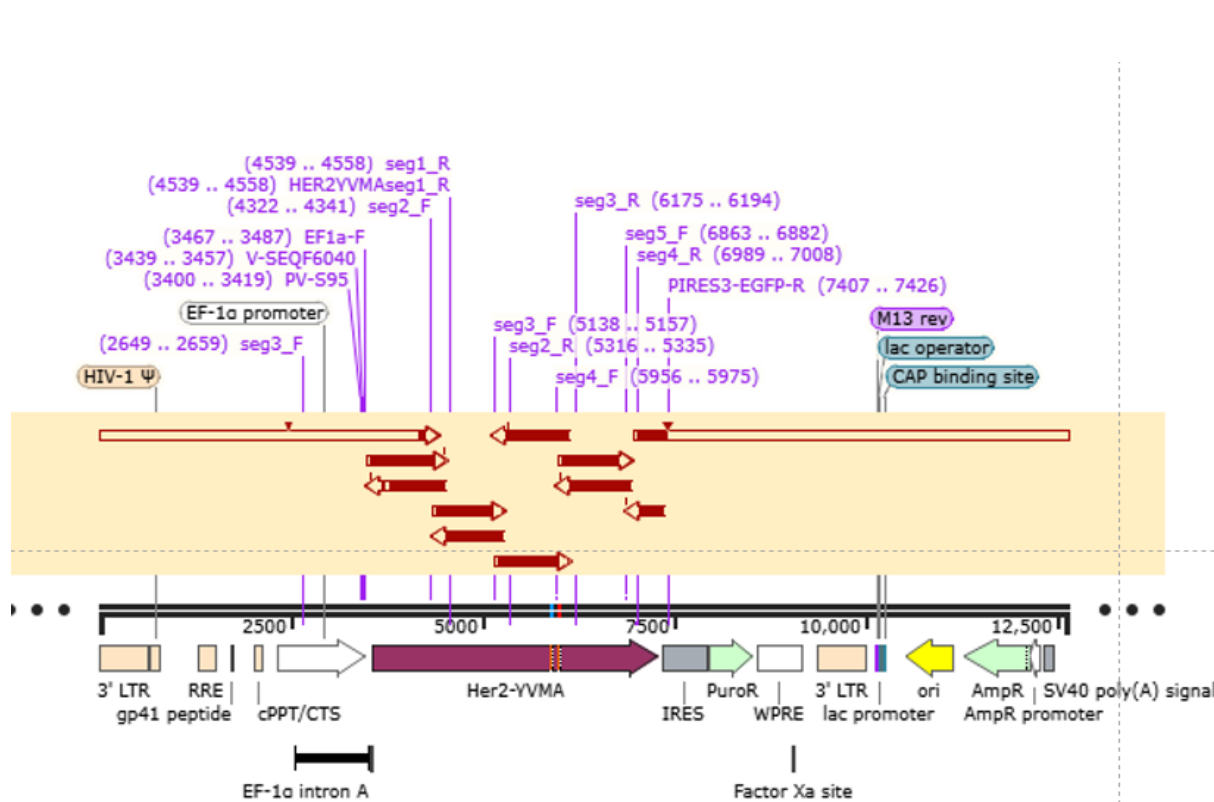 (4539 .. 4558) seg1_R
(4539 .. 4558) HER2YVMAseg1_R
seg3_R (6175 .. 6194)
(4322 .. 4341) seg2_F
(3467 .. 3487) EF1a-F
seg5_F (6863 .. 6882)
(3439 .. 3457) V-SEQF6040
seg4_R (6989 .. 7008)
(3400 .. 3419) PV-S95
PIRES3-EGFP-R (7407 .. 7426)
EF-1α promoter
M13 rev
seg3_F (5138 .. 5157)
(2649 .. 2659) seg3_F
seg2_R (5316 .. 5335)
lac operator
HIV-1 Ψ
seg4_F (5956 .. 5975)
CAP binding site
2500 5000 7500 10,000 12,500
Her2-YVMA
3' LTR RRE PuroR 3' LTR ori AmpR SV40 poly(A) signal
gp41 peptide cPPT/CTS IRES WPRE lac promoter AmpR promoter
EF-1α intron A Factor Xa site